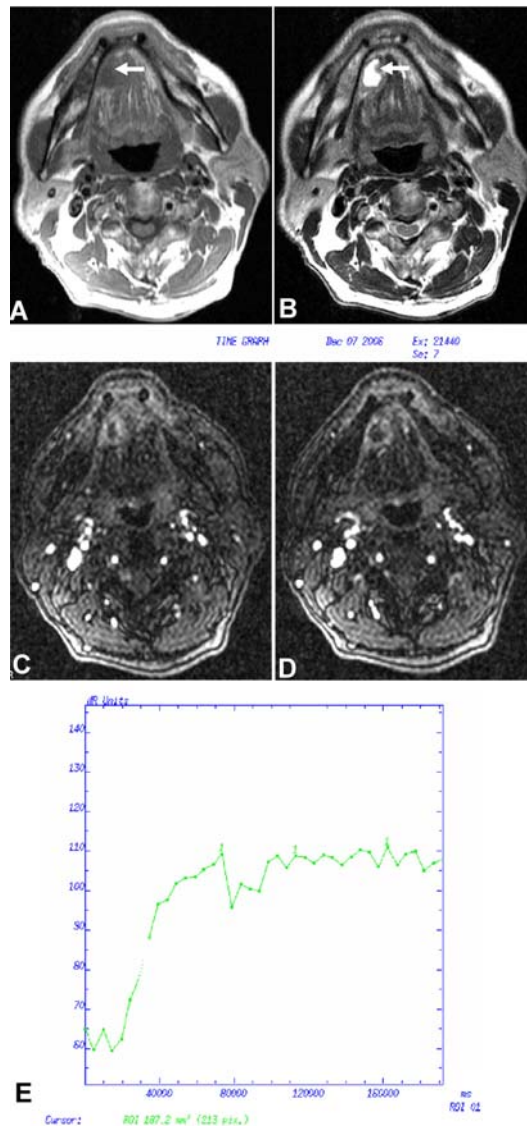 A
B
TIME GRAPH Dec 07 2006 Ex: 21440
Se: 7
C
D
MR Units
140
130
120
110
100
90
80
70
60
40000 80000 120000 160000 ms
ROI 01
E
Cursor: ROI 187.2 mm² (213 pix.)